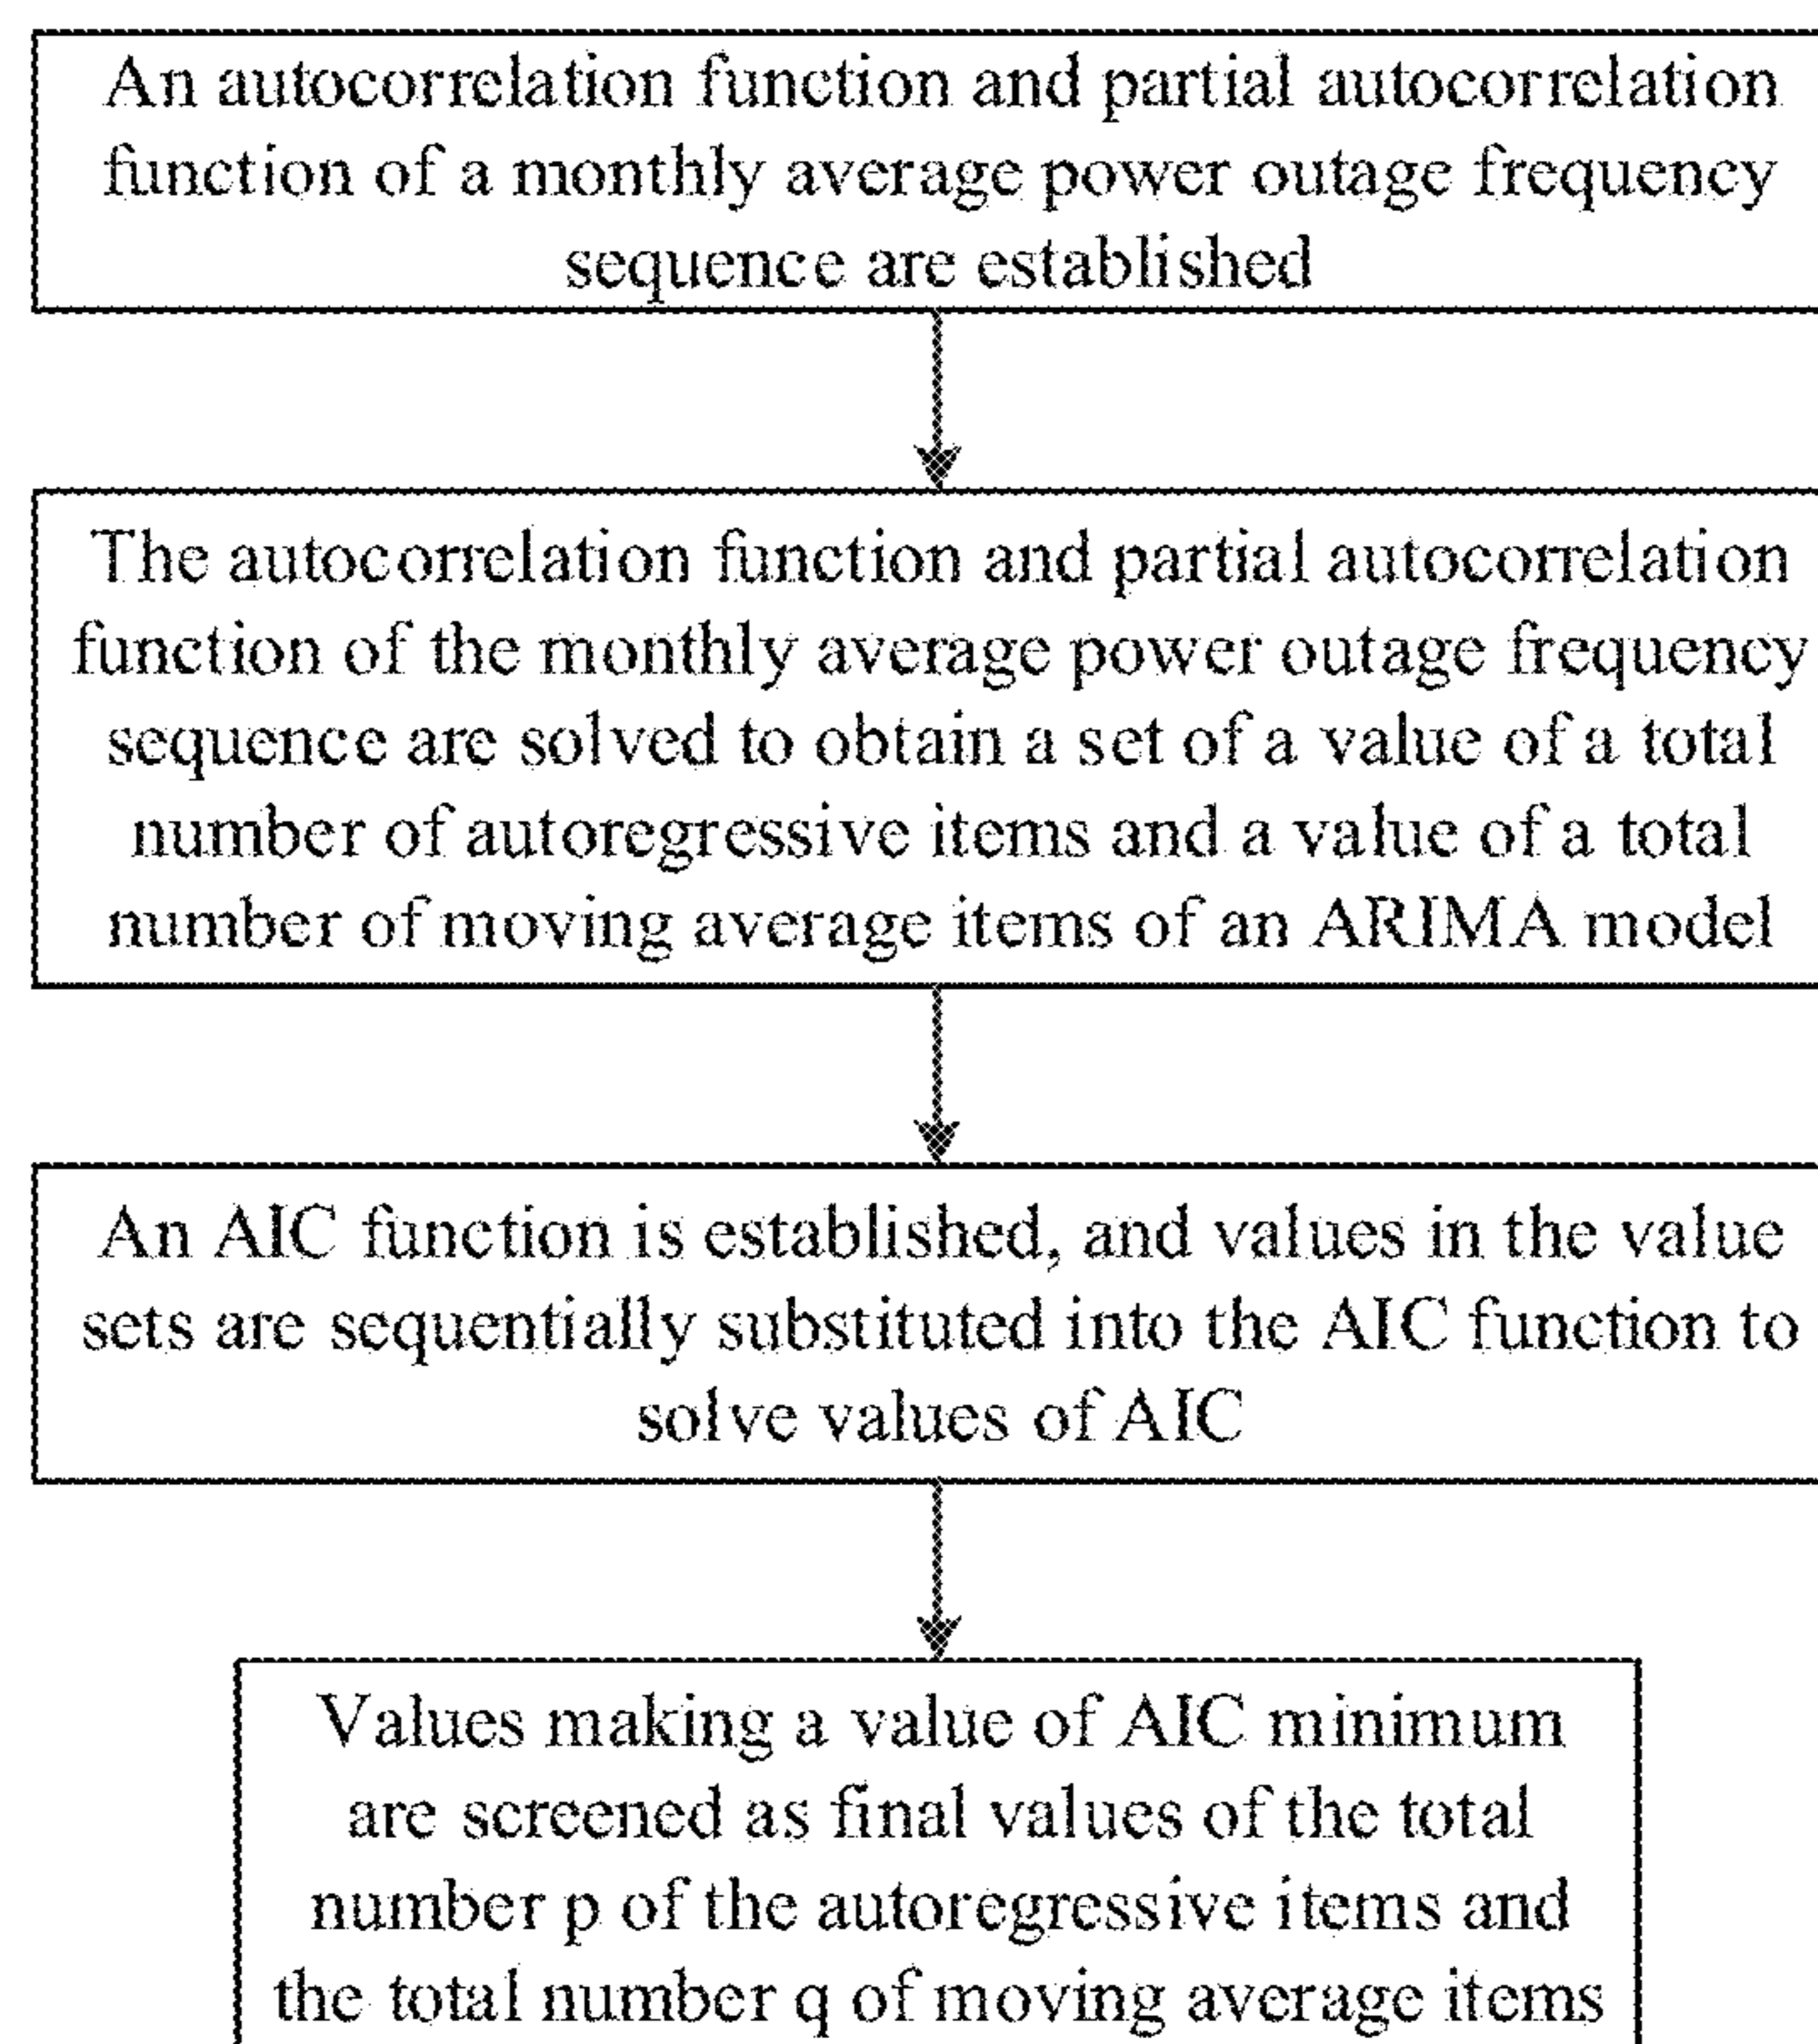 An autocorrelation function and partial autocorrelation
function of a monthly average power outage frequency
sequence are established
The autocorrelation function and partial autocorrelation
function of the monthly average power outage frequency
sequence are solved to obtain a set of a value of a total
number of autoregressive items and a value of a total
number of moving average items of an ARIMA model
An AIC function is established, and values in the value
sets are sequentially substituted into the AIC function to
solve values of AIC
Values making a value of AIC minimum
are screened as final values of the total
number p of the autoregressive items and
the total number q of moving average items